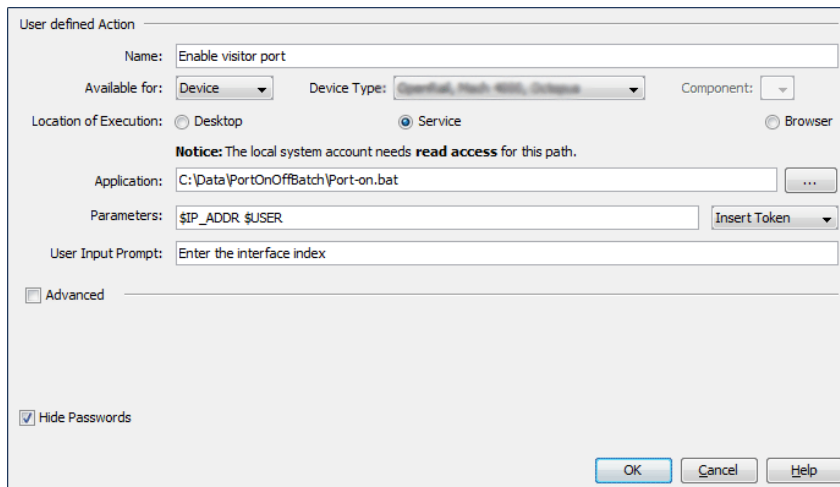 User defined Action
Name: Enable visitor port
Available for: Device Device Type: Component:
Location of Execution: Desktop Service Browser
Notice: The local system account needs read access for this path.
Application: C:\Data\PortOnOffBatch\Port-on.bat ...
Parameters: $IP_ADDR $USER Insert Token
User Input Prompt: Enter the interface index
Advanced
Hide Passwords
OK Cancel Help